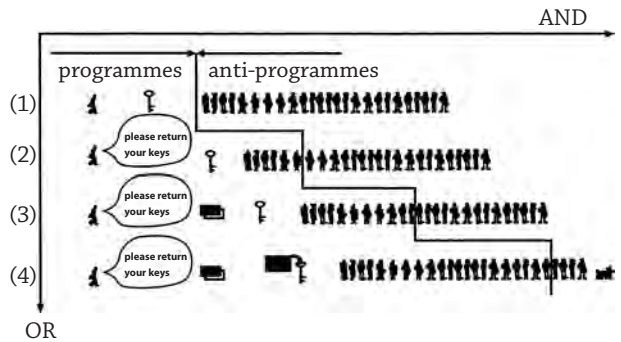 AND
programmes anti-programmes
(1)
please return
your keys
(2)
please return
your keys
(3)
please return
your keys
(4)
OR